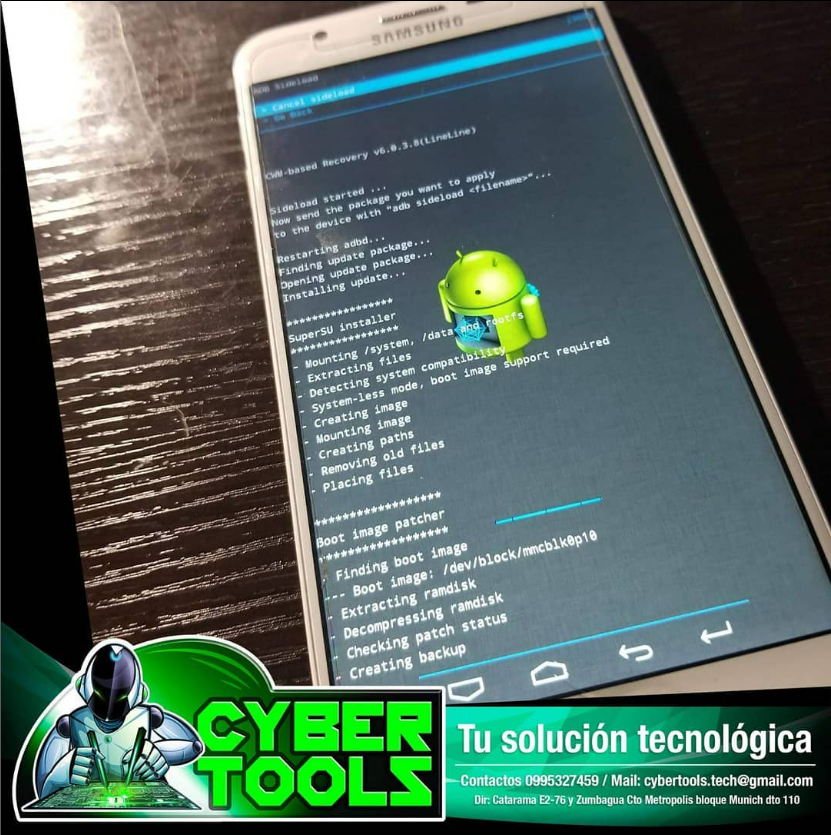 SAMSUNG
ADB Sideload
> Cancel sideload
> Go Back
CWM-based Recovery v6.0.3.8(LineLine)
Sideload started ...
Now send the package you want to apply
to the device with "adb sideload <filename>"...
Restarting adbd...
Finding update package...
Opening update package...
Installing update...
*****************
SuperSU installer
*****************
- Mounting /system, /data and rootfs
- Extracting files
- Detecting system compatibility
- System-less mode, boot image support required
- Creating image
- Mounting image
- Creating paths
- Removing old files
- Placing files
******************
Boot image patcher
******************
- Finding boot image
--- Boot image: /dev/block/mmcblk0p10
- Extracting ramdisk
- Decompressing ramdisk
- Checking patch status
- Creating backup
CYBER
TOOLS
Tu solución tecnológica
Contactos 0995327459 / Mail: cybertools.tech@gmail.com
Dir: Catarama E2-76 y Zumbagua Cto Metropolis bloque Munich dto 110